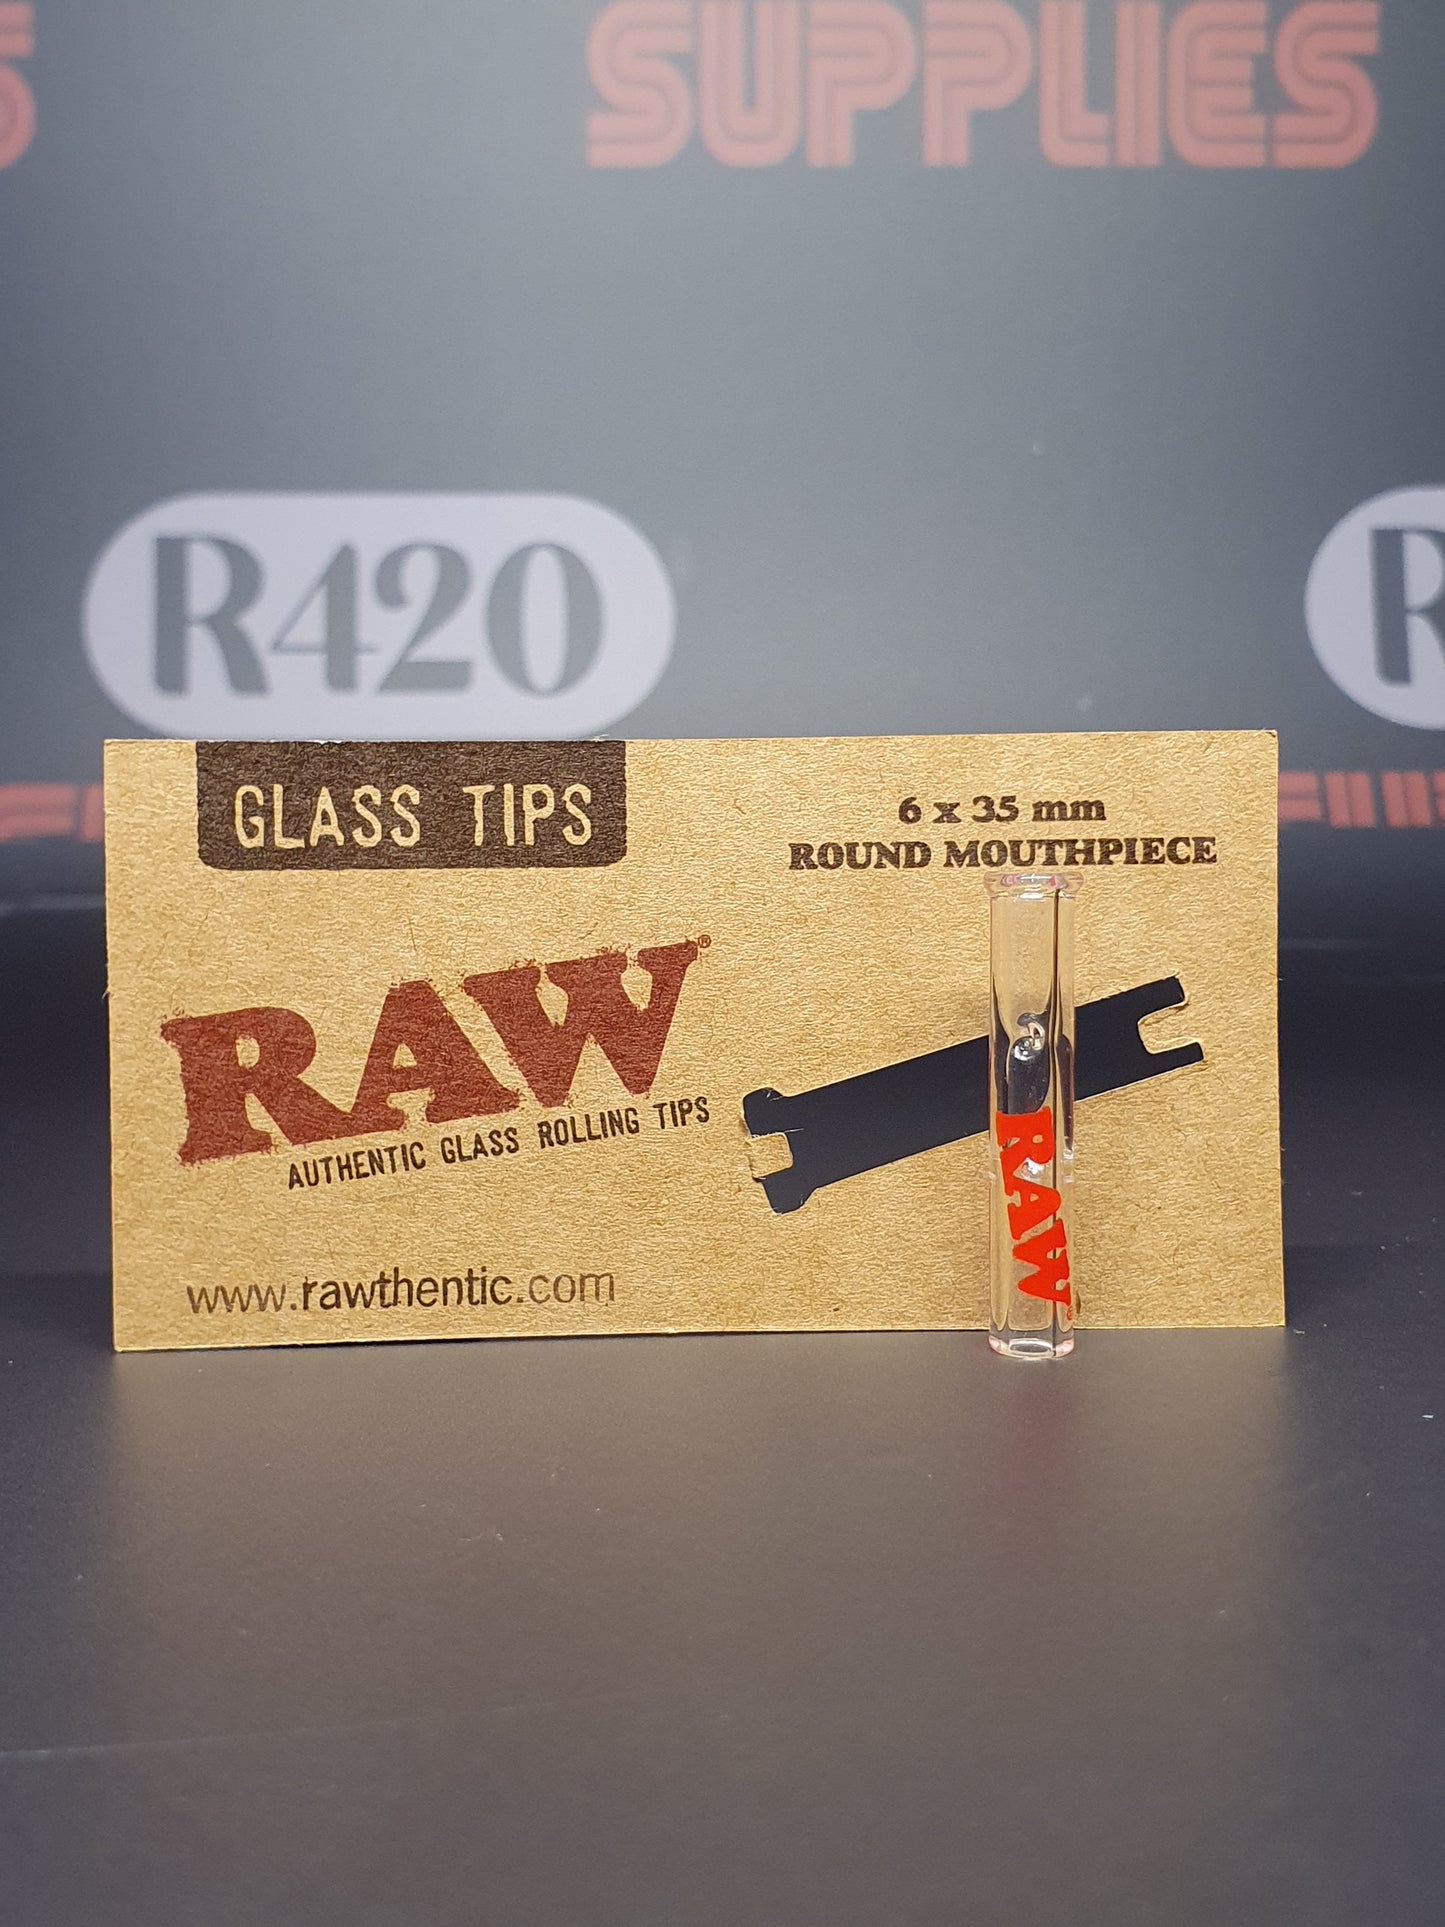 SUPPLIES
R420
GLASS TIPS
6 x 35 mm
ROUND MOUTHPIECE
RAW®
AUTHENTIC GLASS ROLLING TIPS
www.rawthentic.com
RAW®